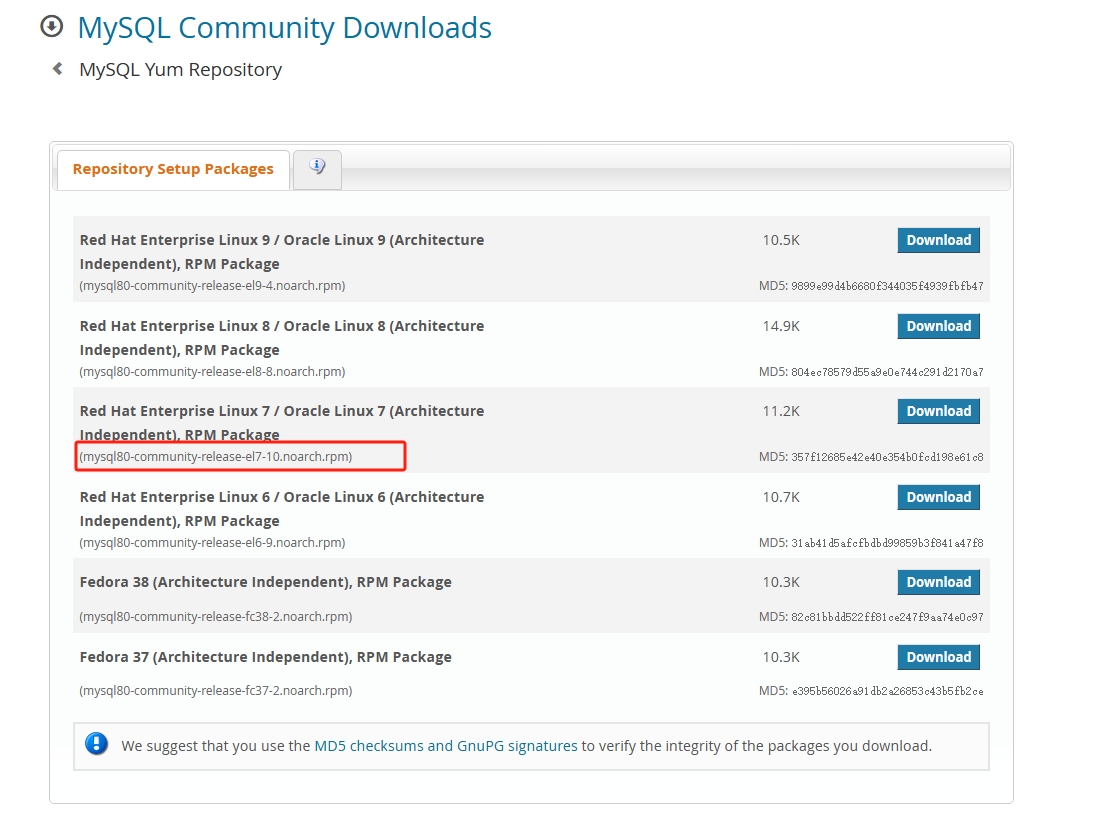 MySQL Community Downloads
MySQL Yum Repository
Repository Setup Packages
Red Hat Enterprise Linux 9 / Oracle Linux 9 (Architecture
Independent), RPM Package
10.5K
Download
(mysql80-community-release-el9-4.noarch.rpm)
MD5: 9899e99d4b6680f344035f4939fbfb47
Red Hat Enterprise Linux 8 / Oracle Linux 8 (Architecture
Independent), RPM Package
14.9K
Download
(mysql80-community-release-el8-8.noarch.rpm)
MD5: 804ec78579d55a9e0e744c291d2170a7
Red Hat Enterprise Linux 7 / Oracle Linux 7 (Architecture
Independent), RPM Package
11.2K
Download
(mysql80-community-release-el7-10.noarch.rpm)
MD5: 357f12685e42e40e354b0fcd198e61c8
Red Hat Enterprise Linux 6 / Oracle Linux 6 (Architecture
Independent), RPM Package
10.7K
Download
(mysql80-community-release-el6-9.noarch.rpm)
MD5: 31ab41d5afcfbdbd99859b3f841a47f8
Fedora 38 (Architecture Independent), RPM Package
10.3K
Download
(mysql80-community-release-fc38-2.noarch.rpm)
MD5: 82c81bbdd522ff81ce247f9aa74e0c97
Fedora 37 (Architecture Independent), RPM Package
10.3K
Download
(mysql80-community-release-fc37-2.noarch.rpm)
MD5: e395b56026a91db2a26853c43b5fb2ce
We suggest that you use the MD5 checksums and GnuPG signatures to verify the integrity of the packages you download.